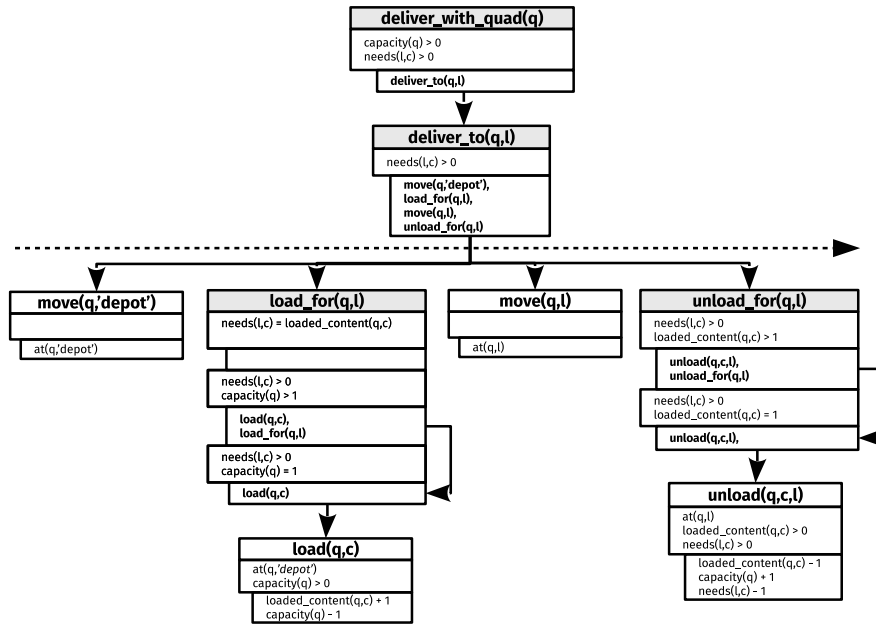 deliver_with_quad(q)
capacity(q) > 0
needs(l,c) > 0
deliver_to(q,l)
deliver_to(q,l)
needs(l,c) > 0
move(q,'depot'),
load_for(q,l),
move(q,l),
unload_for(q,l)
move(q,'depot')
at(q,'depot')
load_for(q,l)
needs(l,c) = loaded_content(q,c)
needs(l,c) > 0
capacity(q) > 1
load(q,c),
load_for(q,l)
needs(l,c) > 0
capacity(q) = 1
load(q,c)
load(q,c)
at(q,'depot')
capacity(q) > 0
loaded_content(q,c) + 1
capacity(q) - 1
move(q,l)
at(q,l)
unload_for(q,l)
needs(l,c) > 0
loaded_content(q,c) > 1
unload(q,c,l),
unload_for(q,l)
needs(l,c) > 0
loaded_content(q,c) = 1
unload(q,c,l),
unload(q,c,l)
at(q,l)
loaded_content(q,c) > 0
needs(l,c) > 0
loaded_content(q,c) - 1
capacity(q) + 1
needs(l,c) - 1